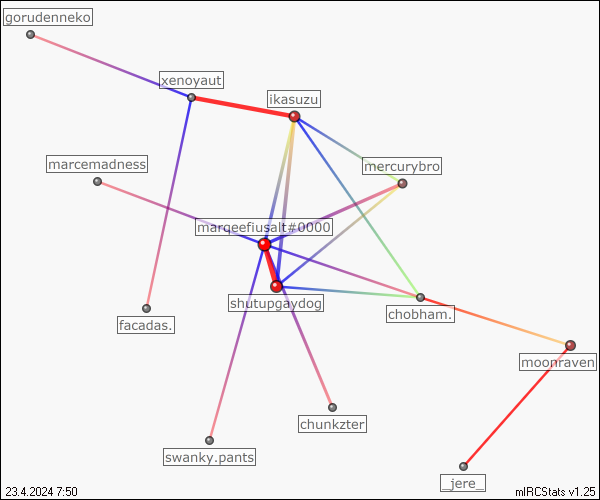 gorudenneko
xenoyaut
ikasuzu
marcemadness
mercurybro
marqeefiusalt#0000
shutupgaydog
chobham.
facadas.
moonraven
chunkzter
swanky.pants
_jere_
23.4.2024 7:50
mIRCStats v1.25